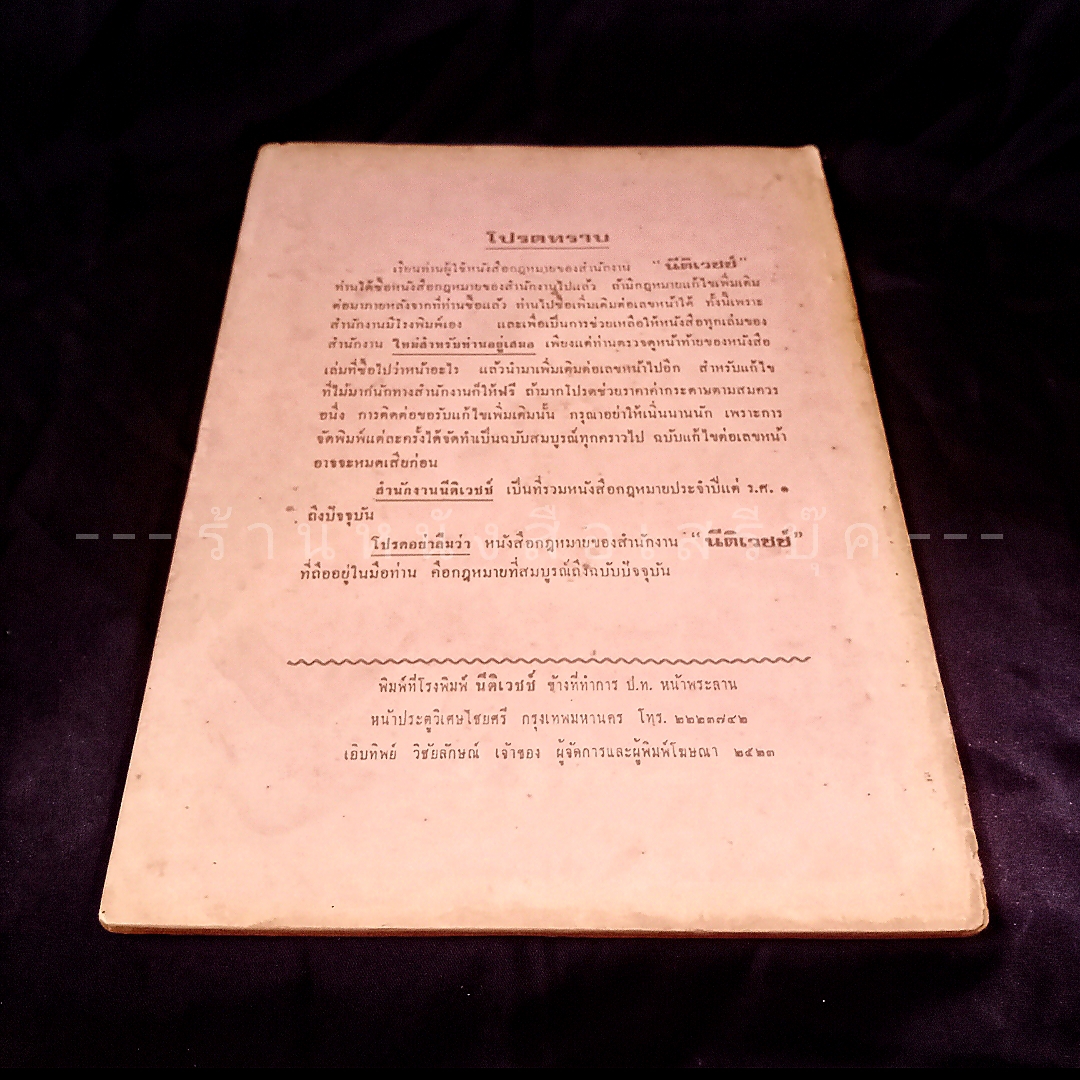 โปรดทราบ
เรียนท่านผู้ใช้หนังสือกฎหมายของสำนักงาน "นีติเวชช์"
ท่านได้ซื้อหนังสือกฎหมายของสำนักงานไปแล้ว ถ้ามีกฎหมายแก้ไขเพิ่มเติม
ต่อมาภายหลังจากที่ท่านซื้อแล้ว ท่านไปซื้อเพิ่มเติมต่อเลขหน้าได้ ทั้งนี้เพราะ
สำนักงานมีโรงพิมพ์เอง และเพื่อเป็นการช่วยเหลือให้หนังสือทุกเล่มของ
สำนักงาน ใหม่สำหรับท่านอยู่เสมอ เพียงแต่ท่านตรวจดูหน้าท้ายของหนังสือ
เล่มที่ซื้อไปว่าหน้าอะไร แล้วนำมาเพิ่มเติมต่อเลขหน้าไปอีก สำหรับแก้ไข
ที่ไม่มากนักทางสำนักงานก็ให้ฟรี ถ้ามากโปรดช่วยราคาค่ากระดาษตามสมควร
อนึ่ง การติดต่อขอรับแก้ไขเพิ่มเติมนั้น กรุณาอย่าให้เนิ่นนานนัก เพราะการ
จัดพิมพ์แต่ละครั้งได้จัดทำเป็นฉบับสมบูรณ์ทุกคราวไป ฉบับแก้ไขต่อเลขหน้า
อาจจะหมดเสียก่อน
สำนักงานนีติเวชช์ เป็นที่รวมหนังสือกฎหมายประจำปีแต่ ร.ศ. ๑
ถึงปัจจุบัน
--- ร้านหนังสือเสรีบุ๊ค ---
โปรดอย่าลืมว่า หนังสือกฎหมายของสำนักงาน "นีติเวชช์"
ที่ถืออยู่ในมือท่าน คือกฎหมายที่สมบูรณ์ถึงฉบับปัจจุบัน
พิมพ์ที่โรงพิมพ์ นีติเวชช์ ข้างที่ทำการ ป.ท. หน้าพระลาน
หน้าประตูวิเศษไชยศรี กรุงเทพมหานคร โทร. ๒๒๒๓๗๔๒
เอิบทิพย์ วิชัยลักษณ์ เจ้าของ ผู้จัดการและผู้พิมพ์โฆษณา ๒๕๒๓